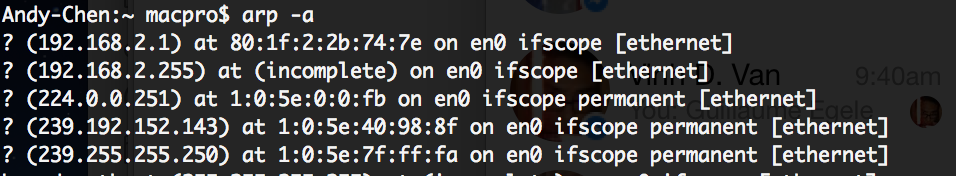 Andy-Chen:~ macpro$ arp -a
? (192.168.2.1) at 80:1f:2:2b:74:7e on en0 ifscope [ethernet]
? (192.168.2.255) at (incomplete) on en0 ifscope [ethernet]
D. Van
9:40am
? (224.0.0.251) at 1:0:5e:0:0:fb on en0 ifscope permanent [ethernet]
You: Guillaume Egele
? (239.192.152.143) at 1:0:5e:40:98:8f on en0 ifscope permanent [ethernet]
? (239.255.255.250) at 1:0:5e:7f:ff:fa on en0 ifscope permanent [ethernet]